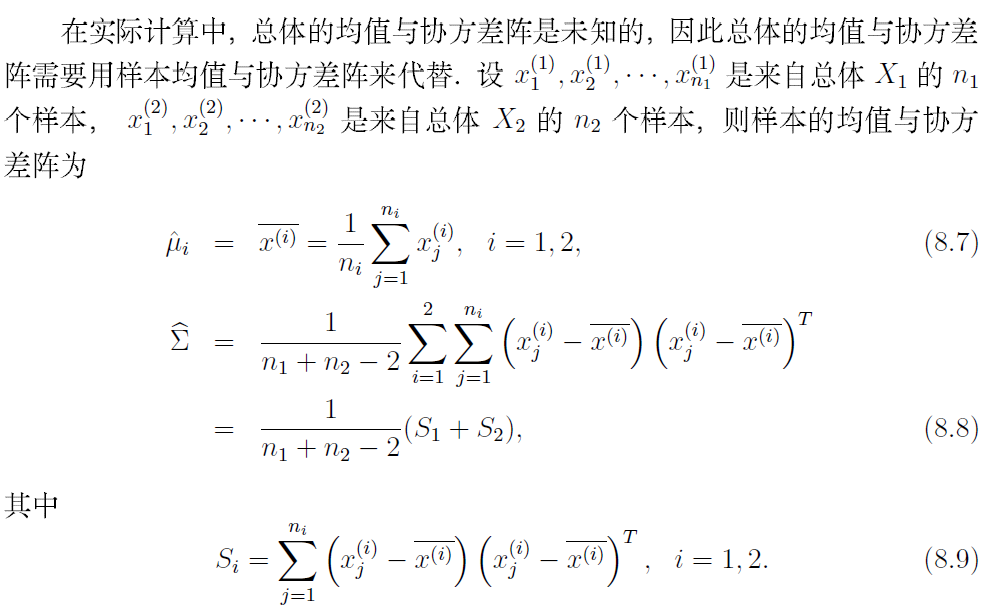 在实际计算中, 总体的均值与协方差阵是未知的, 因此总体的均值与协方差
阵需要用样本均值与协方差阵来代替. 设 $x_1^{(1)}, x_2^{(1)}, \cdots, x_{n_1}^{(1)}$ 是来自总体 $X_1$ 的 $n_1$
个样本, $x_1^{(2)}, x_2^{(2)}, \cdots, x_{n_2}^{(2)}$ 是来自总体 $X_2$ 的 $n_2$ 个样本, 则样本的均值与协方
差阵为
$\hat{\mu}_i = \overline{x^{(i)}} = \frac{1}{n_i} \sum_{j=1}^{n_i} x_j^{(i)}, \quad i = 1, 2,$ (8.7)
$\widehat{\Sigma} = \frac{1}{n_1 + n_2 - 2} \sum_{i=1}^{2} \sum_{j=1}^{n_i} \left( x_j^{(i)} - \overline{x^{(i)}} \right) \left( x_j^{(i)} - \overline{x^{(i)}} \right)^T$
$= \frac{1}{n_1 + n_2 - 2} (S_1 + S_2),$ (8.8)
其中
$S_i = \sum_{j=1}^{n_i} \left( x_j^{(i)} - \overline{x^{(i)}} \right) \left( x_j^{(i)} - \overline{x^{(i)}} \right)^T, \quad i = 1, 2.$ (8.9)